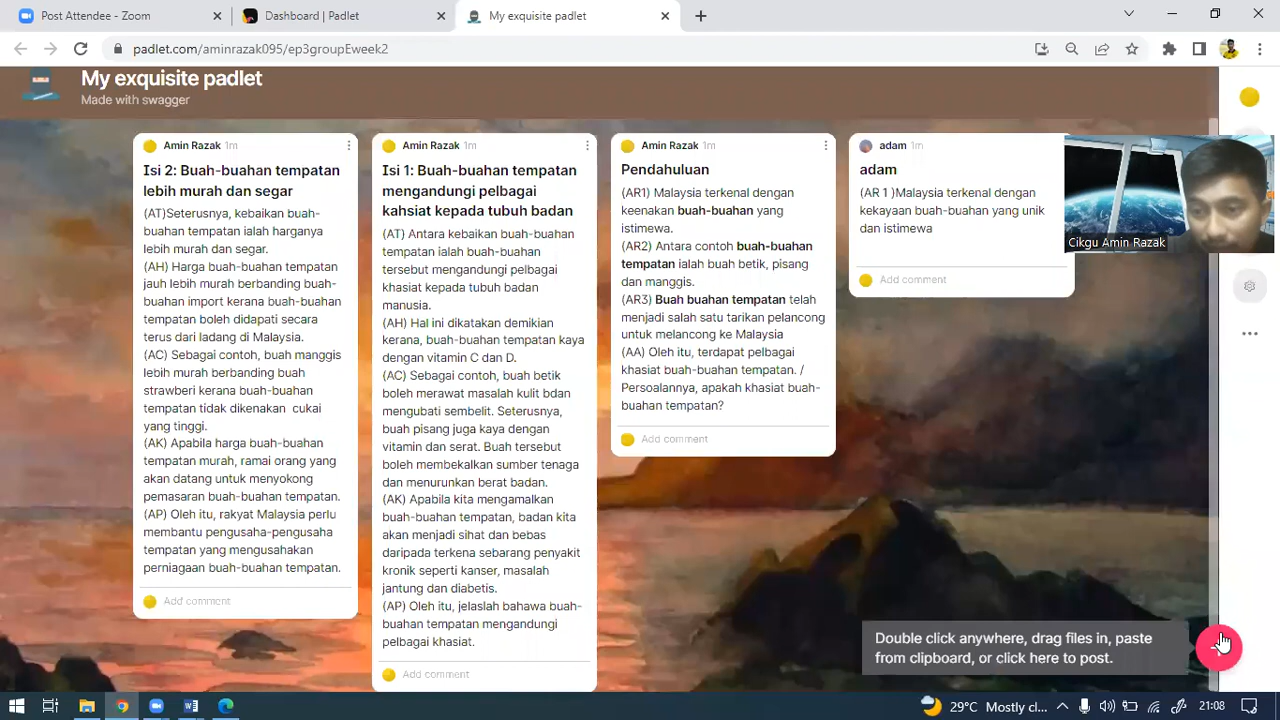 Post Attendee - Zoom
Dashboard | Padlet
My exquisite padlet
padlet.com/aminrazak095/ep3groupEweek2
My exquisite padlet
Made with swagger
Amin Razak 1m
Isi 2: Buah-buahan tempatan
lebih murah dan segar
(AT)Seterusnya, kebaikan buah-
buahan tempatan ialah harganya
lebih murah dan segar.
(AH) Harga buah-buahan tempatan
jauh lebih murah berbanding buah-
buahan import kerana buah-buahan
tempatan boleh didapati secara
terus dari ladang di Malaysia.
(AC) Sebagai contoh, buah manggis
lebih murah berbanding buah
strawberi kerana buah-buahan
tempatan tidak dikenakan cukai
yang tinggi.
(AK) Apabila harga buah-buahan
tempatan murah, ramai orang yang
akan datang untuk menyokong
pemasaran buah-buahan tempatan.
(AP) Oleh itu, rakyat Malaysia perlu
membantu pengusaha-pengusaha
tempatan yang mengusahakan
perniagaan buah-buahan tempatan.
Add comment
Amin Razak 1m
Isi 1: Buah-buahan tempatan
mengandungi pelbagai
kahsiat kepada tubuh badan
(AT) Antara kebaikan buah-buahan
tempatan ialah buah-buahan
tersebut mengandungi pelbagai
khasiat kepada tubuh badan
manusia.
(AH) Hal ini dikatakan demikian
kerana, buah-buahan tempatan kaya
dengan vitamin C dan D.
(AC) Sebagai contoh, buah betik
boleh merawat masalah kulit bdan
mengubati sembelit. Seterusnya,
buah pisang juga kaya dengan
vitamin dan serat. Buah tersebut
boleh membekalkan sumber tenaga
dan menurunkan berat badan.
(AK) Apabila kita mengamalkan
buah-buahan tempatan, badan kita
akan menjadi sihat dan bebas
daripada terkena sebarang penyakit
kronik seperti kanser, masalah
jantung dan diabetis.
(AP) Oleh itu, jelaslah bahawa buah-
buahan tempatan mengandungi
pelbagai khasiat.
Add comment
Amin Razak 1m
Pendahuluan
(AR1) Malaysia terkenal dengan
keenakan buah-buahan yang
istimewa.
(AR2) Antara contoh buah-buahan
tempatan ialah buah betik, pisang
dan manggis.
(AR3) Buah buahan tempatan telah
menjadi salah satu tarikan pelancong
untuk melancong ke Malaysia
(AA) Oleh itu, terdapat pelbagai
khasiat buah-buahan tempatan. /
Persoalannya, apakah khasiat buah-
buahan tempatan?
Add comment
adam 1m
adam
(AR 1 )Malaysia terkenal dengan
kekayaan buah-buahan yang unik
dan istimewa
Add comment
Cikgu Amin Razak
Double click anywhere, drag files in, paste
from clipboard, or click here to post.
29°C Mostly cl...
21:08